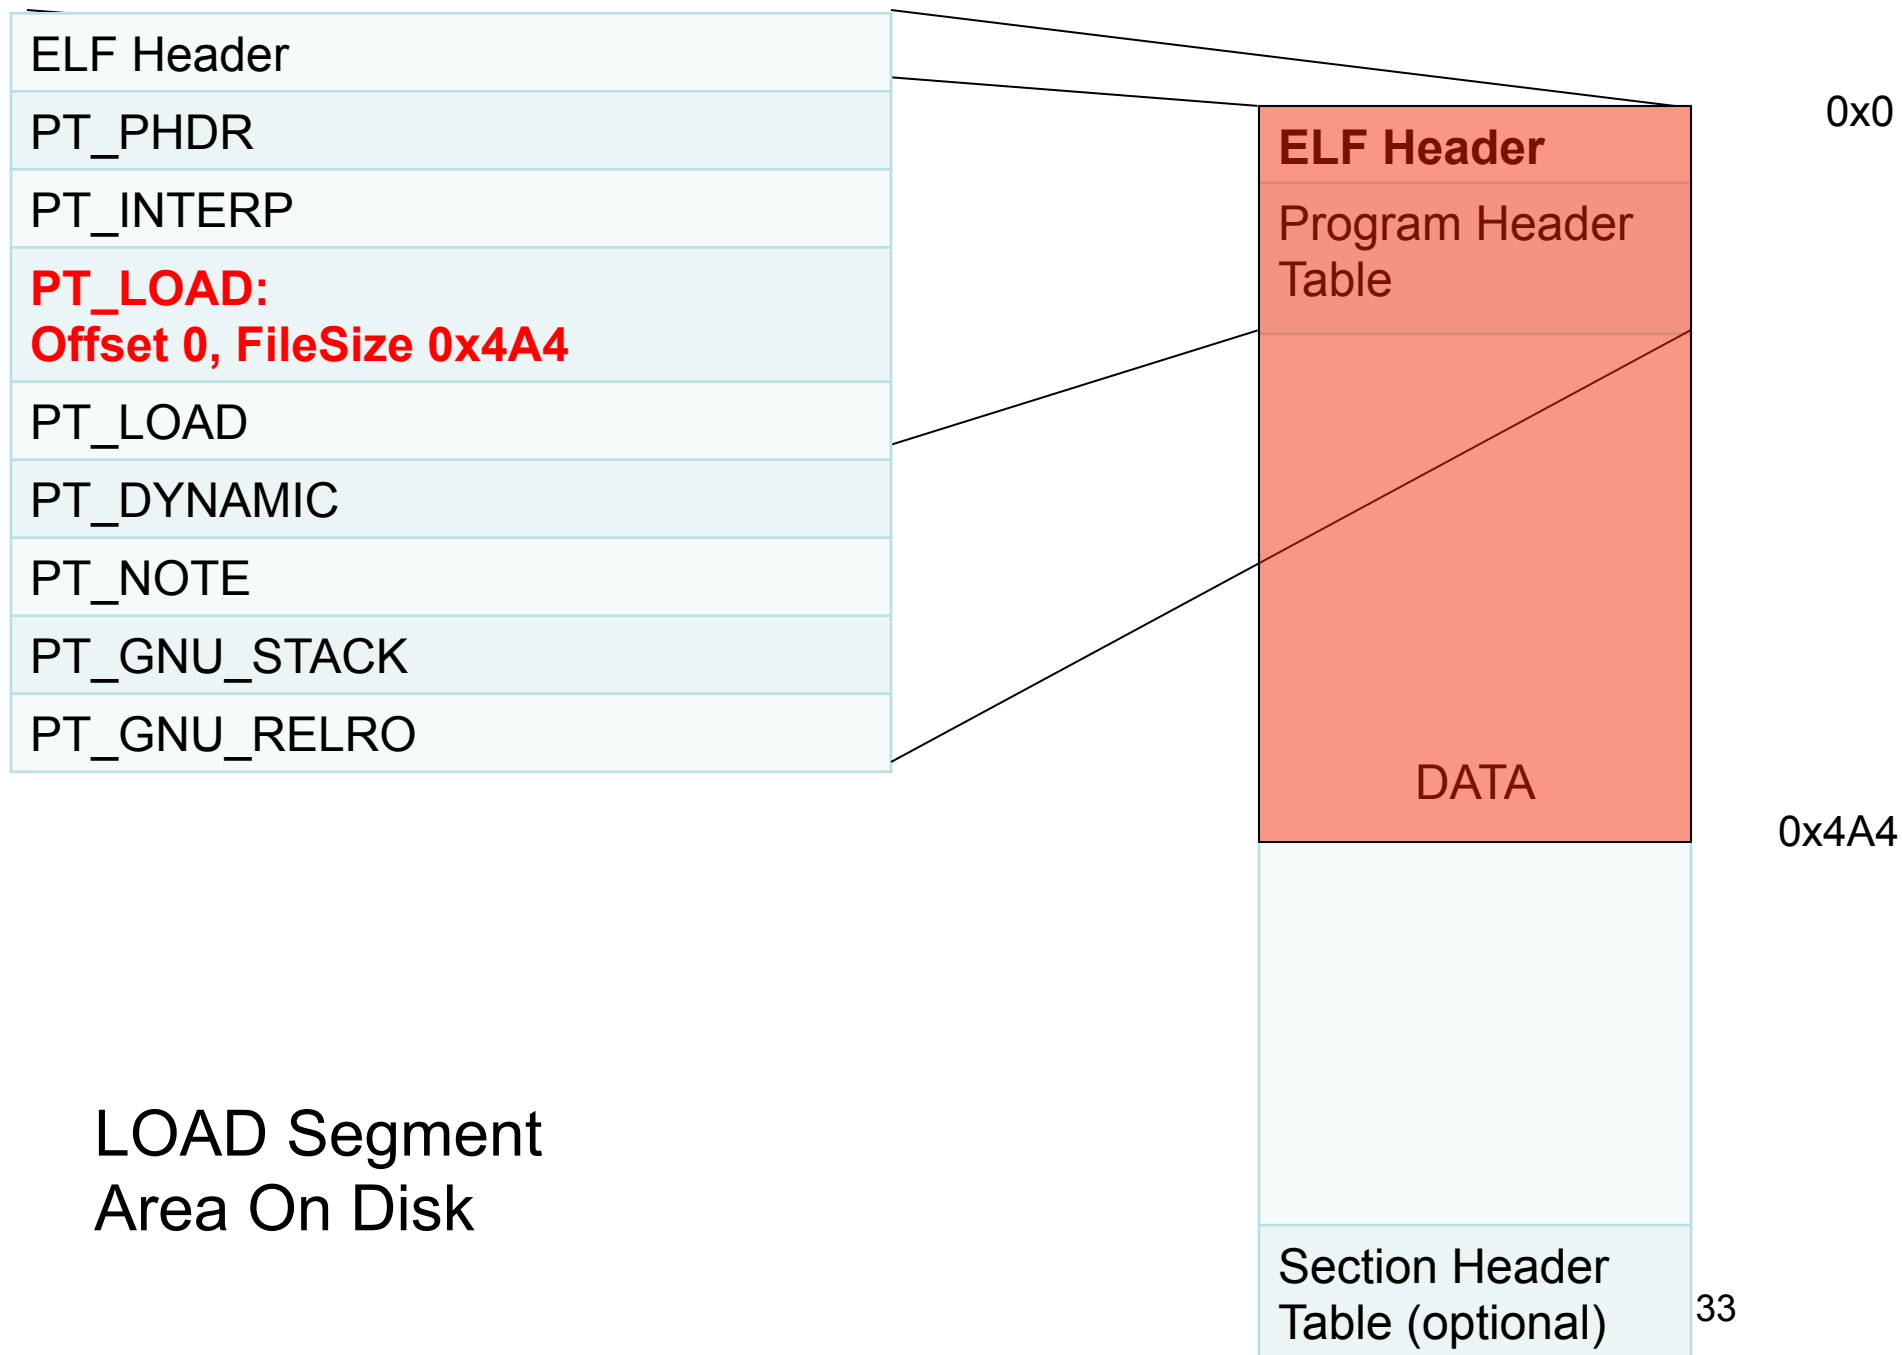 ELF Header
PT_PHDR
PT_INTERP
PT_LOAD:
Offset 0, FileSize 0x4A4
PT_LOAD
PT_DYNAMIC
PT_NOTE
PT_GNU_STACK
PT_GNU_RELRO
LOAD Segment
Area On Disk
ELF Header
Program Header
Table
DATA
Section Header
Table (optional)
0x0
0x4A4
33